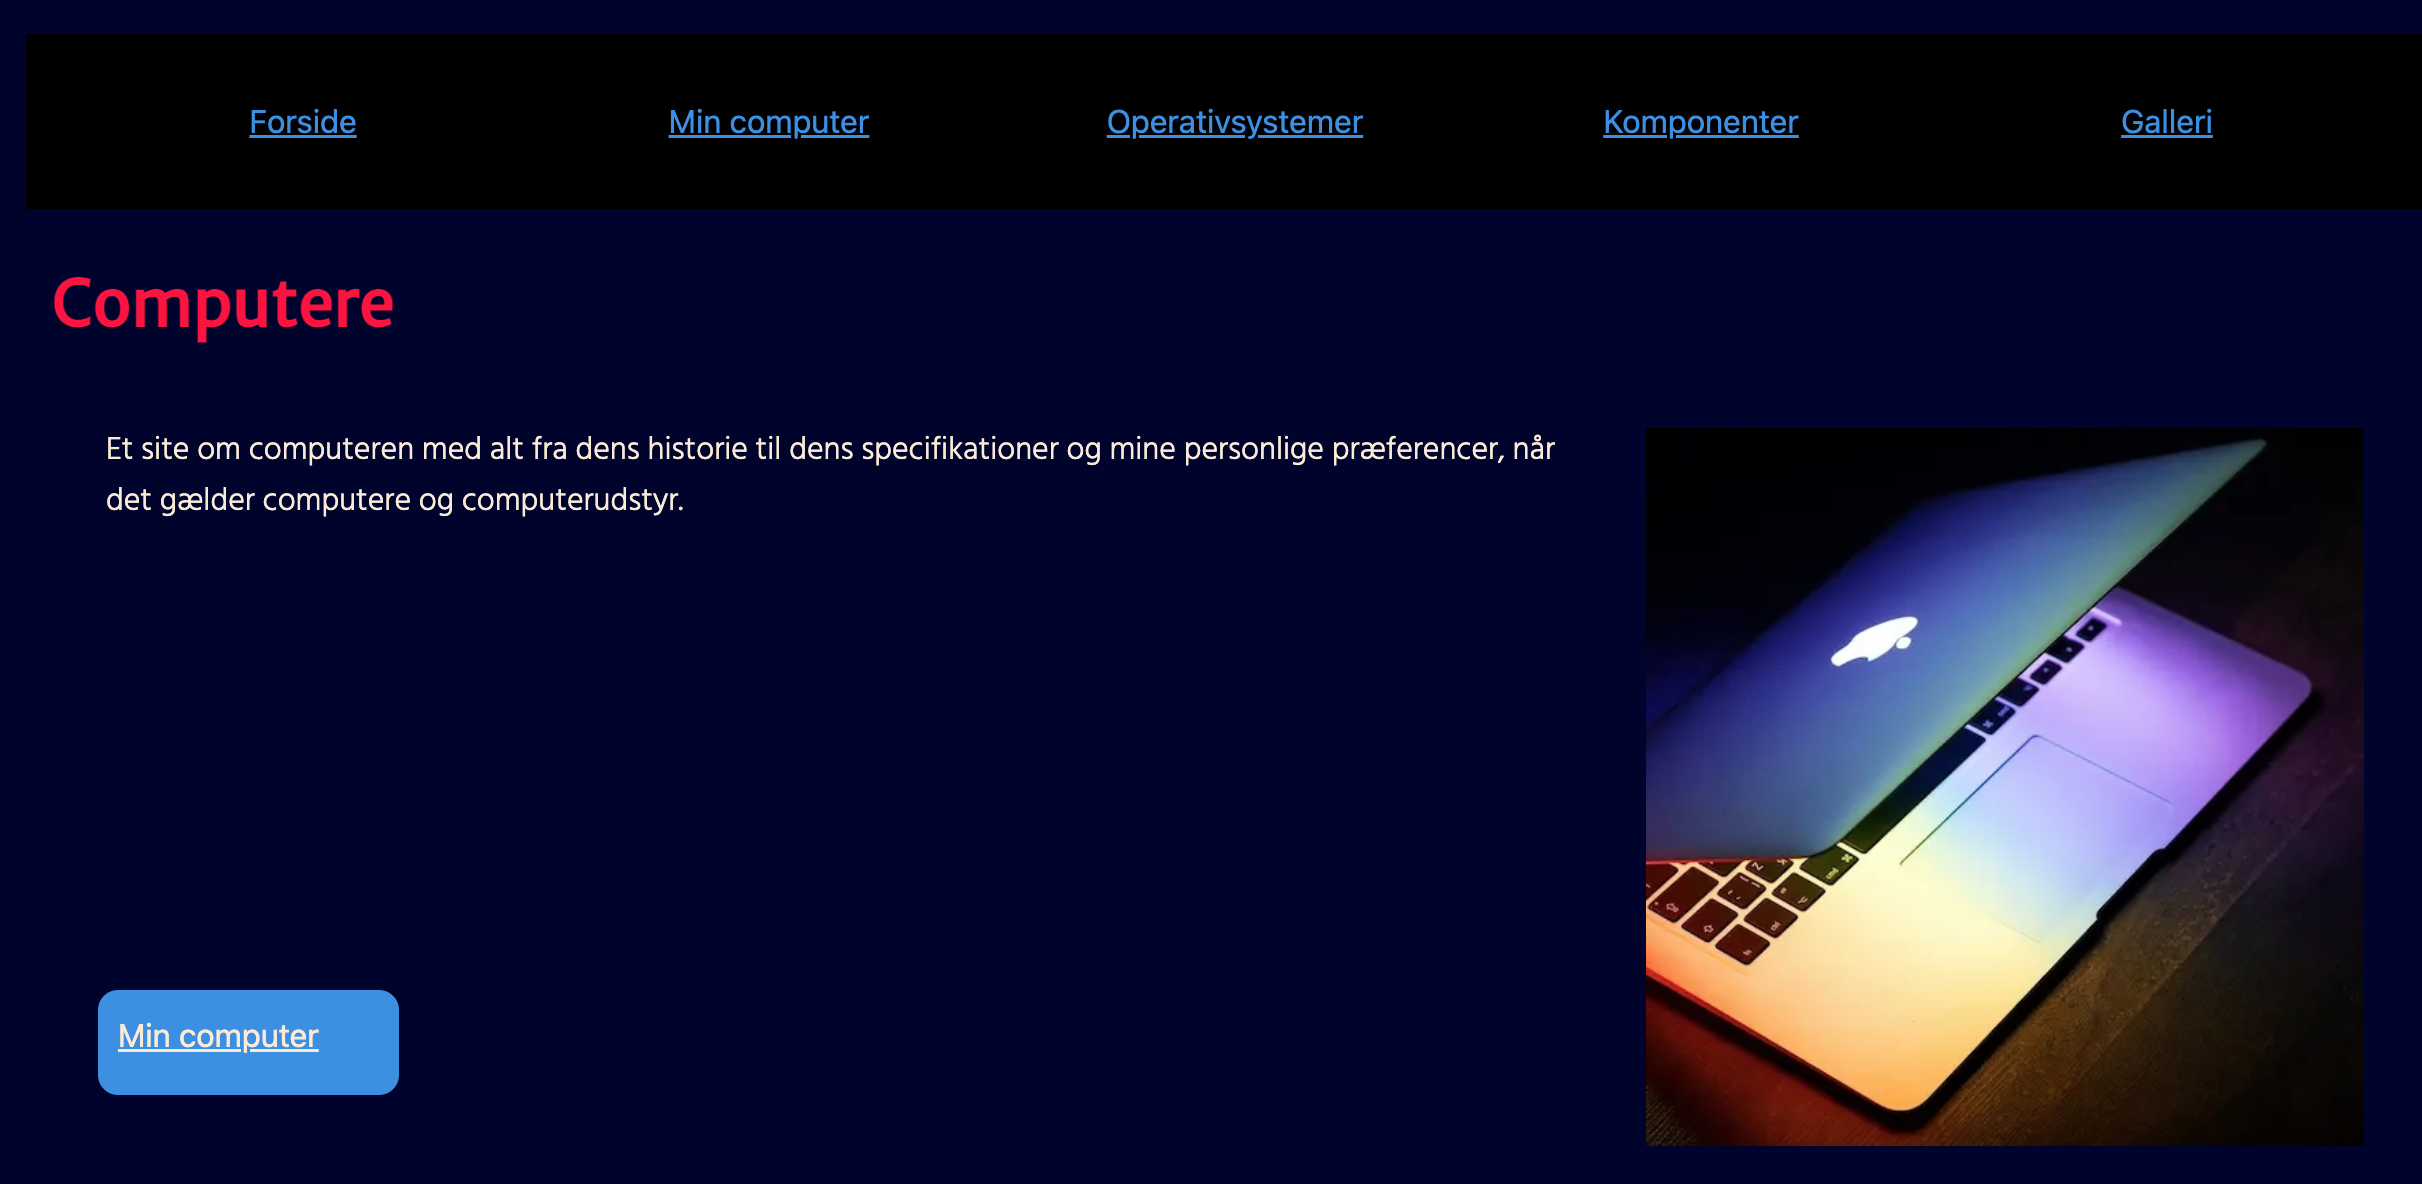 Forside
Min computer
Operativsystemer
Komponenter
Galleri
Computere
Et site om computeren med alt fra dens historie til dens specifikationer og mine personlige præferencer, når
det gælder computere og computerudstyr.
Min computer